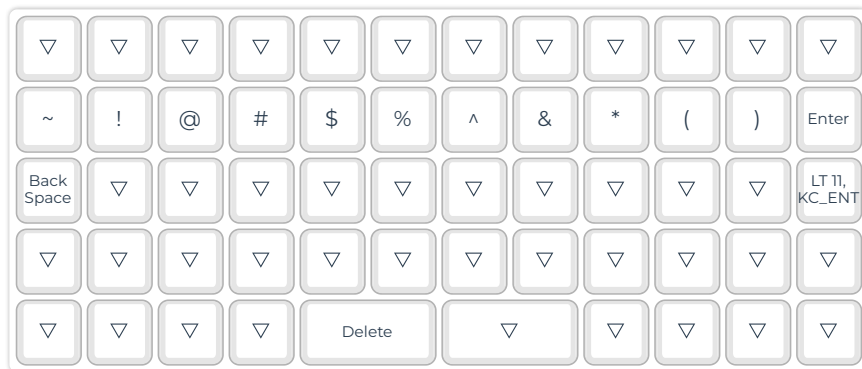 ▽ ▽ ▽ ▽ ▽ ▽ ▽ ▽ ▽ ▽ ▽ ▽
~ ! @ # $ % ^ & * ( ) Enter
Back
Space ▽ ▽ ▽ ▽ ▽ ▽ ▽ ▽ ▽ ▽ LT 11,
KC_ENT
▽ ▽ ▽ ▽ ▽ ▽ ▽ ▽ ▽ ▽ ▽ ▽
▽ ▽ ▽ ▽ Delete ▽ ▽ ▽ ▽ ▽